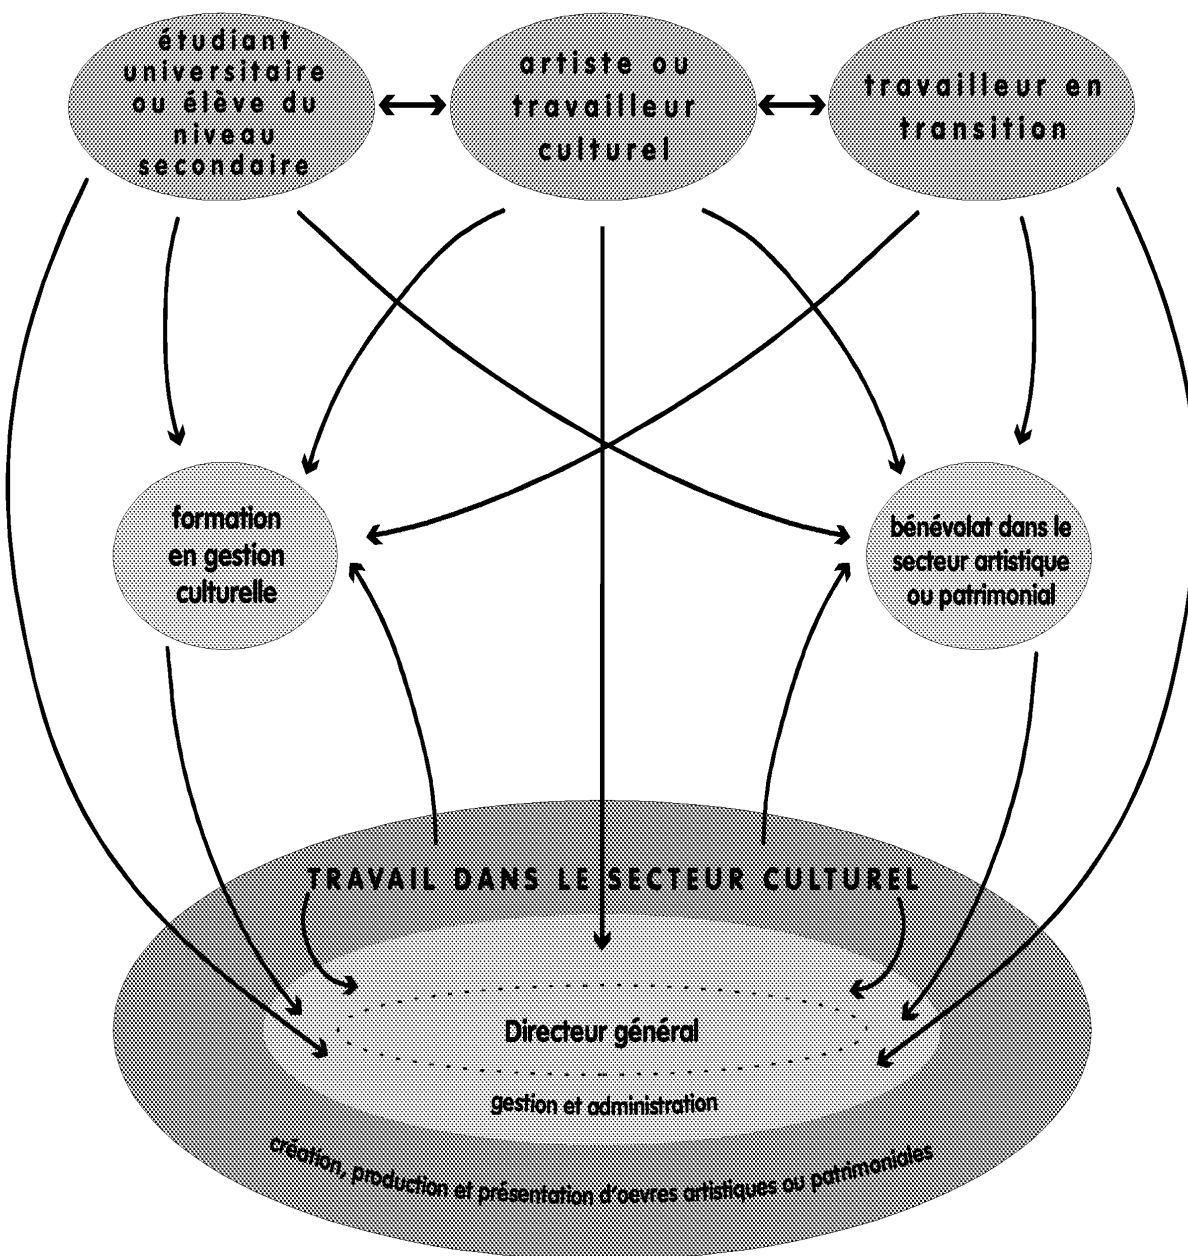 étudiant
universitaire
ou élève du
niveau
secondaire
artiste ou
travailleur
culturel
travailleur en
transition
formation
en gestion
culturelle
bénévolat dans le
secteur artistique
ou patrimonial
TRAVAIL DANS LE SECTEUR CULTUREL
Directeur général
gestion et administration
création, production et présentation d'oevres artistiques ou patrimoniales